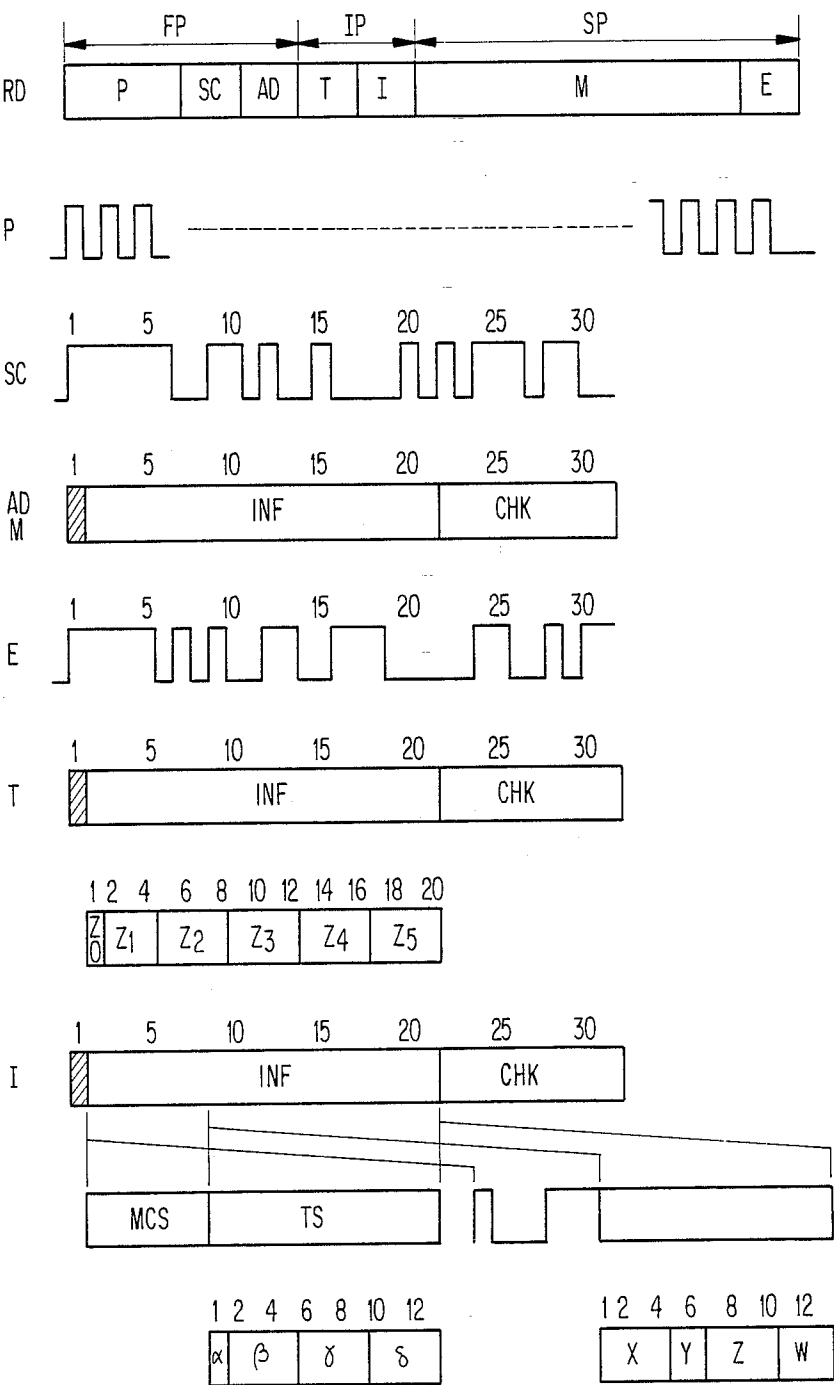 FP IP SP
RD P SC AD T I M E
P
1 5 10 15 20 25 30
SC
1 5 10 15 20 25 30
AD M INF CHK
1 5 10 15 20 25 30
E
1 5 10 15 20 25 30
T INF CHK
1 2 4 6 8 10 12 14 16 18 20
Z0 Z1 Z2 Z3 Z4 Z5
1 5 10 15 20 25 30
I INF CHK
MCS TS
1 2 4 6 8 10 12 1 2 4 6 8 10 12
α β γ δ X Y Z W